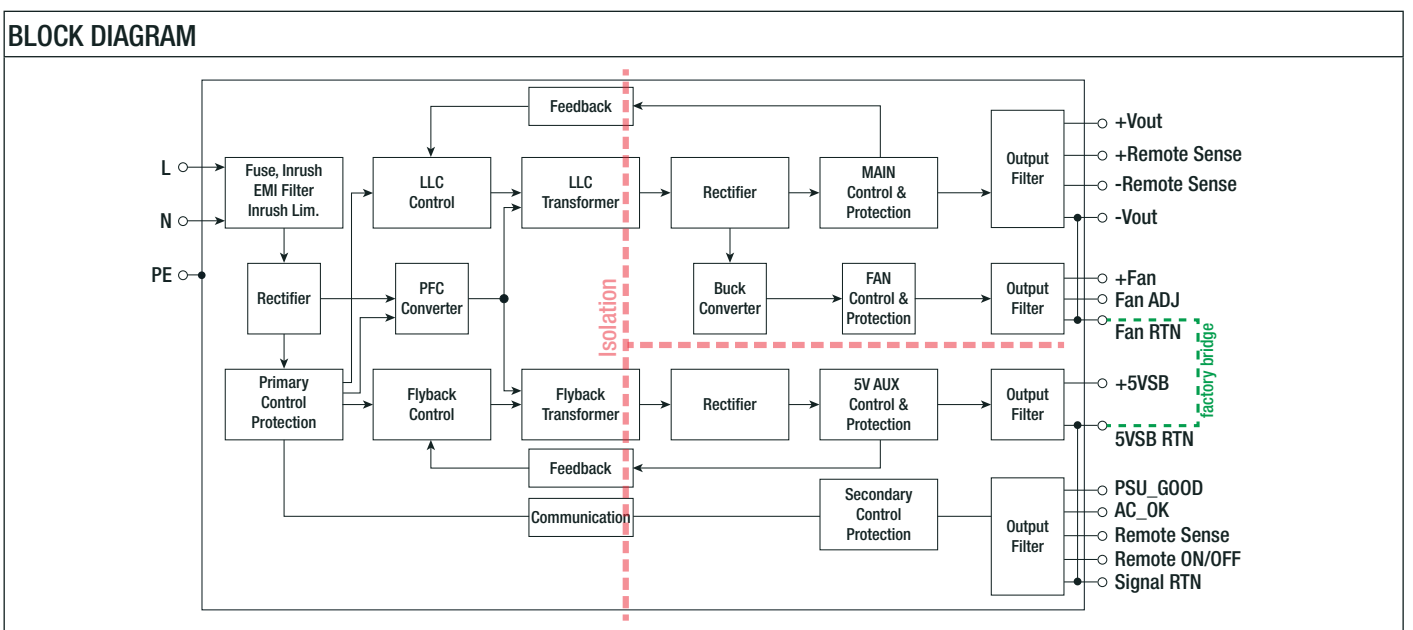 BLOCK DIAGRAM
Feedback
L
N
PE
Fuse, Inrush
EMI Filter
Inrush Lim.
LLC
Control
LLC
Transformer
Rectifier
MAIN
Control &
Protection
Output
Filter
+Vout
+Remote Sense
-Remote Sense
-Vout
Rectifier
PFC
Converter
Isolation
Buck
Converter
FAN
Control &
Protection
Output
Filter
+Fan
Fan ADJ
Fan RTN
factory bridge
Primary
Control
Protection
Flyback
Control
Flyback
Transformer
Rectifier
5V AUX
Control &
Protection
Output
Filter
+5VSB
5VSB RTN
Feedback
Communication
Secondary
Control
Protection
Output
Filter
PSU_GOOD
AC_OK
Remote Sense
Remote ON/OFF
Signal RTN